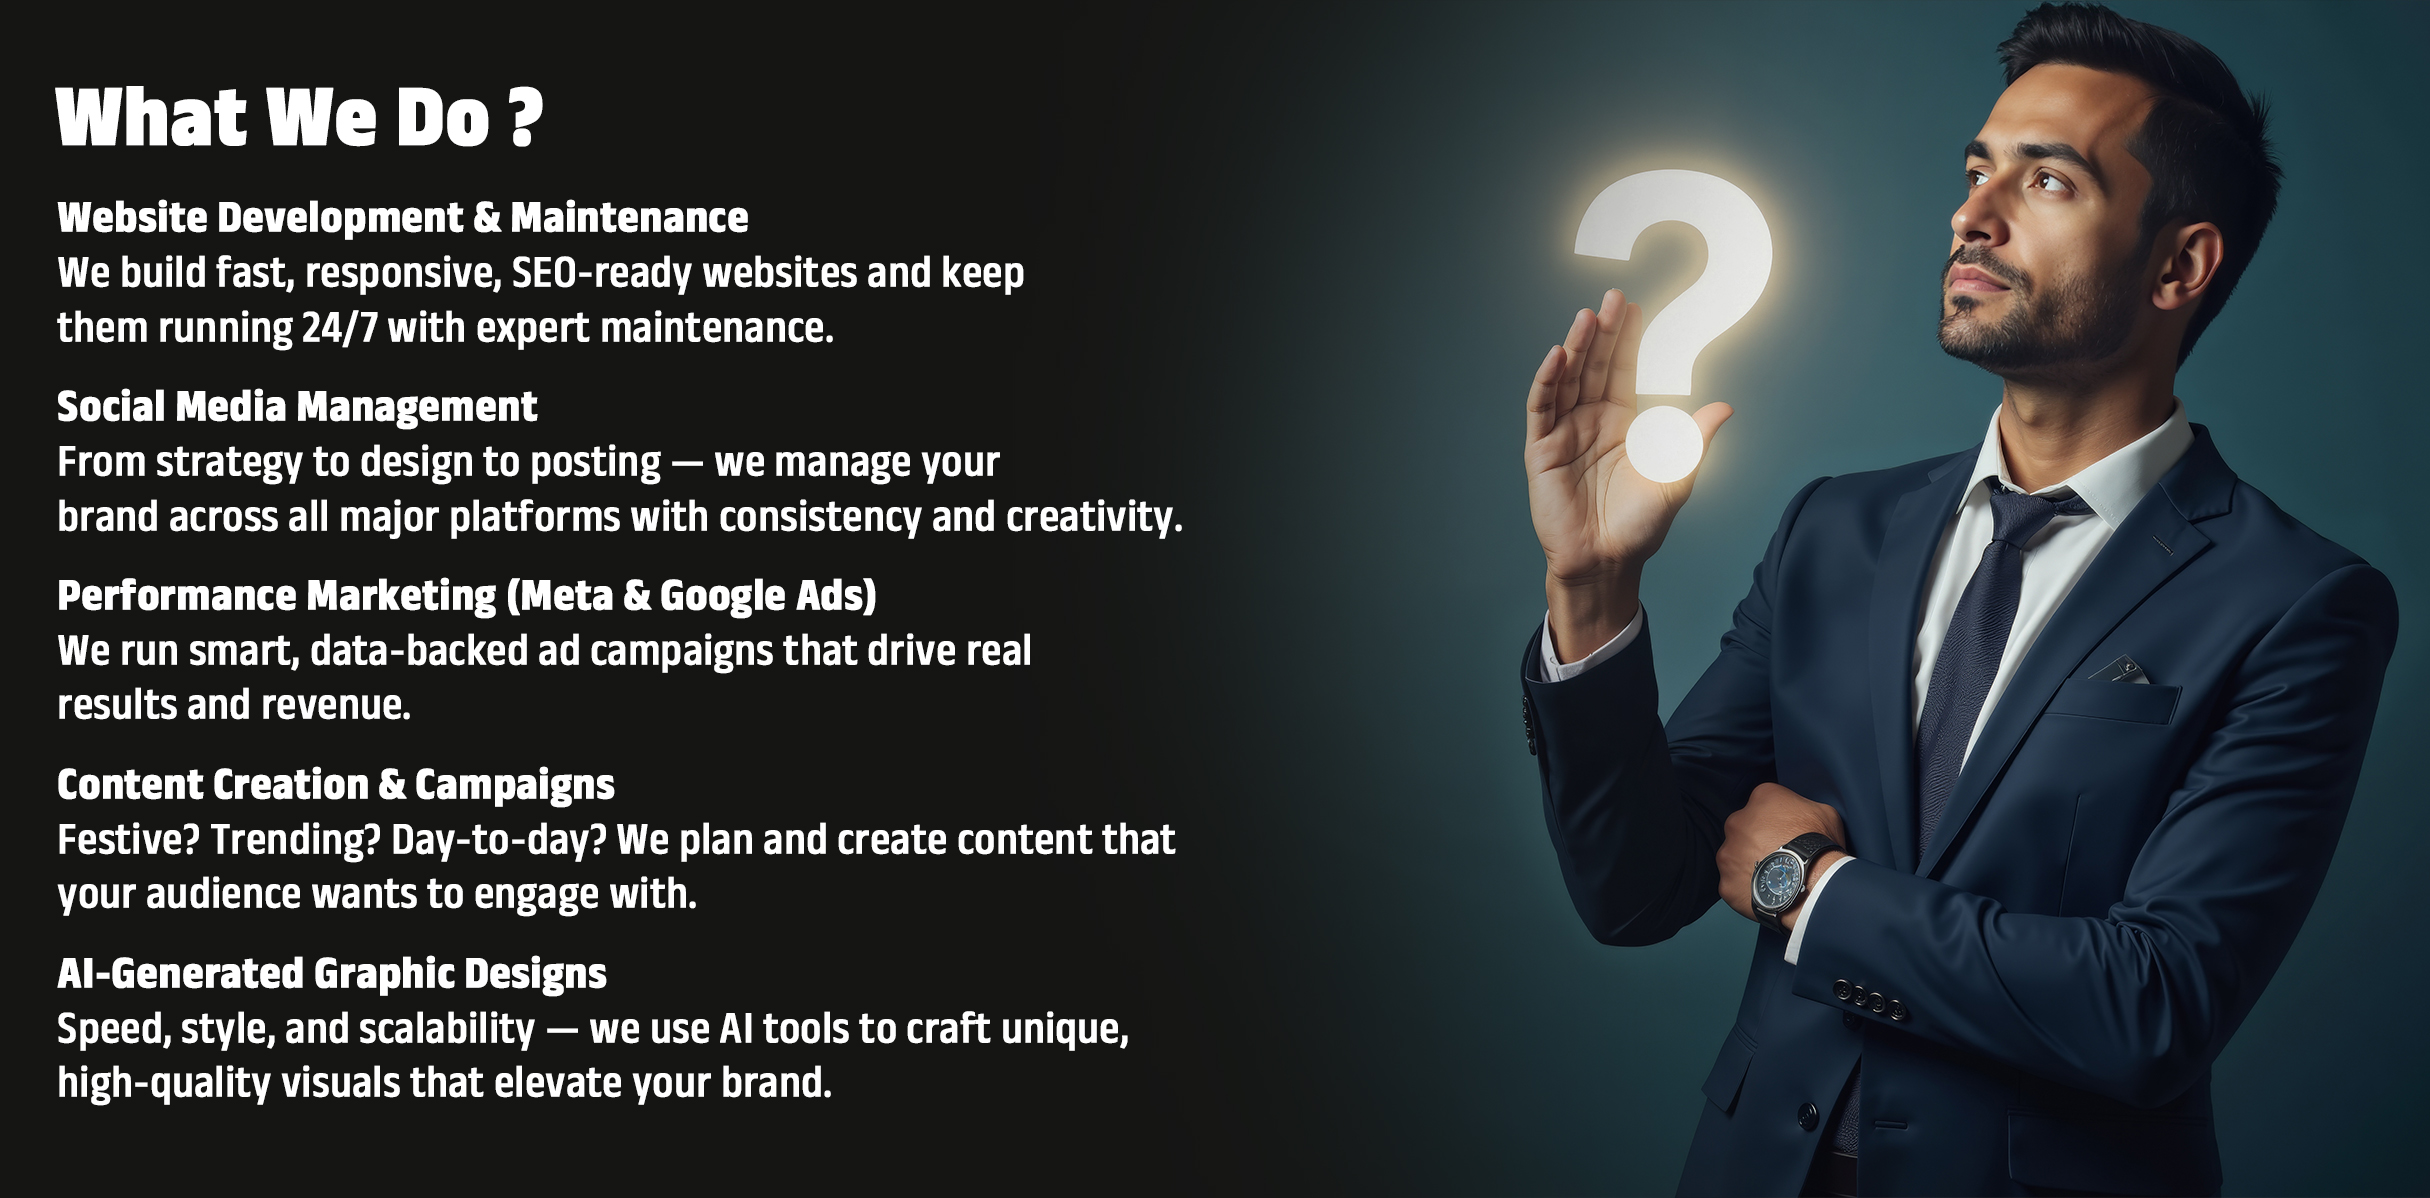 What We Do ?
Website Development & Maintenance
We build fast, responsive, SEO-ready websites and keep
them running 24/7 with expert maintenance.
Social Media Management
From strategy to design to posting — we manage your
brand across all major platforms with consistency and creativity.
Performance Marketing (Meta & Google Ads)
We run smart, data-backed ad campaigns that drive real
results and revenue.
Content Creation & Campaigns
Festive? Trending? Day-to-day? We plan and create content that
your audience wants to engage with.
AI-Generated Graphic Designs
Speed, style, and scalability — we use AI tools to craft unique,
high-quality visuals that elevate your brand.
?